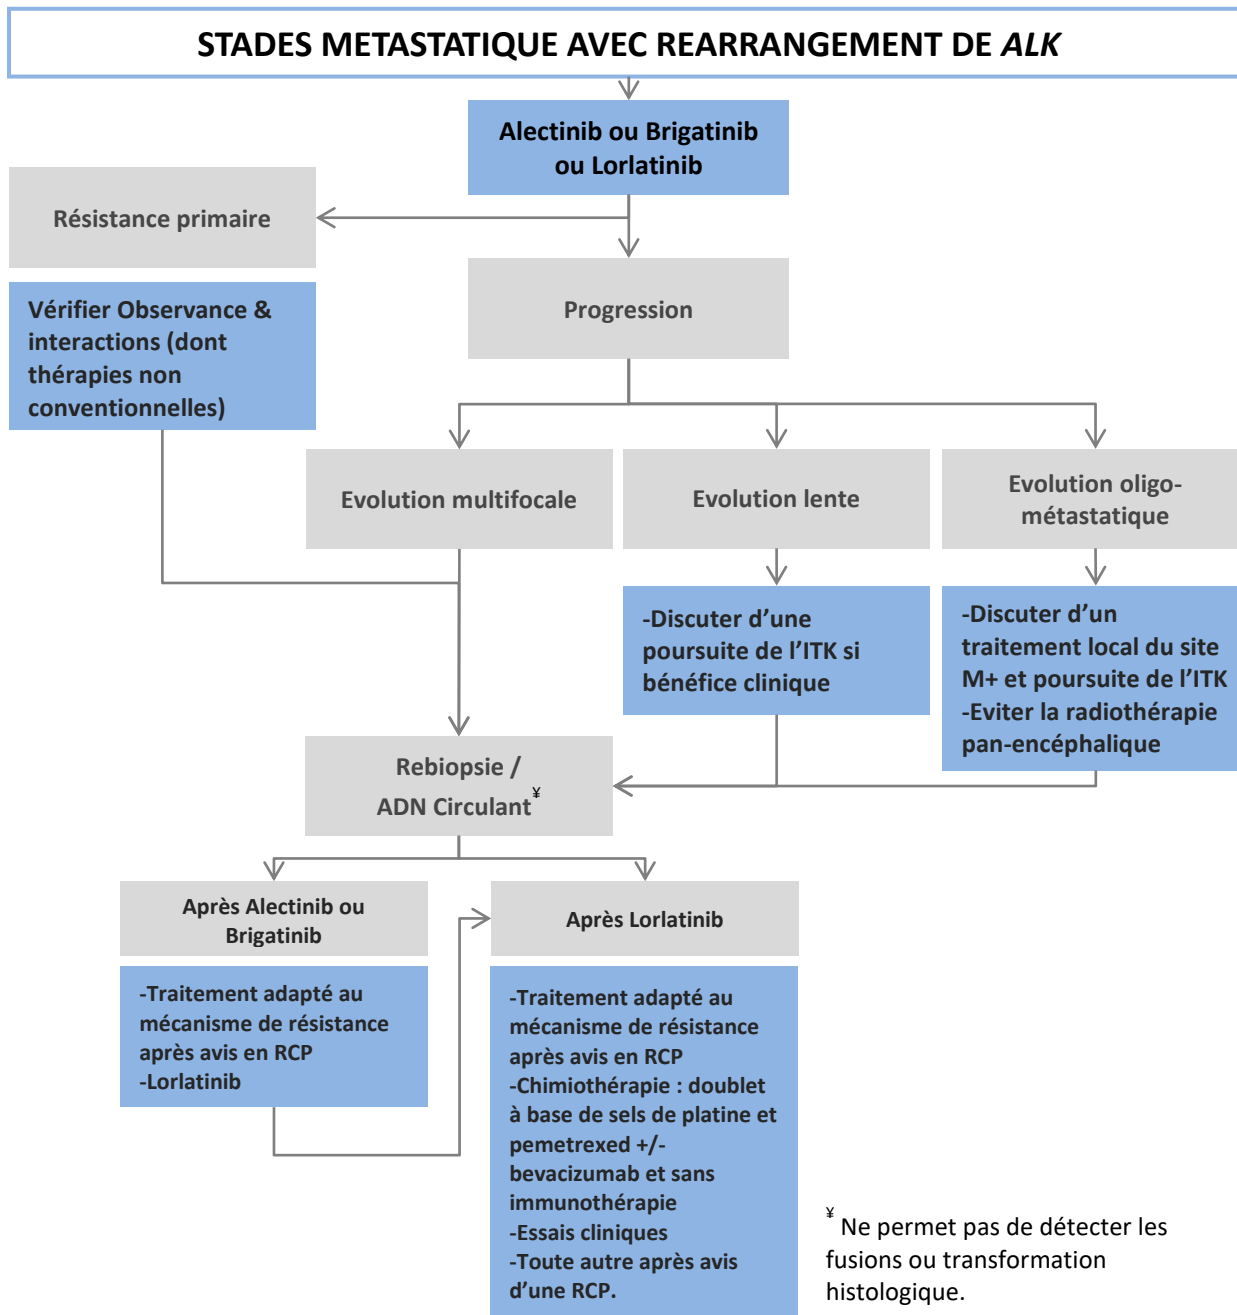 STADES METASTATIQUE AVEC REARRANGEMENT DE ALK
Alectinib ou Brigatinib
ou Lorlatinib
Résistance primaire
Vérifier Observance &
interactions (dont
thérapies non
conventionnelles)
Progression
Evolution multifocale
Evolution lente
Evolution oligo-
métastatique
-Discuter d’une
poursuite de l’ITK si
bénéfice clinique
-Discuter d’un
traitement local du site
M+ et poursuite de l’ITK
-Eviter la radiothérapie
pan-encéphalique
Rebiopsie /
ADN Circulant¥
Après Alectinib ou
Brigatinib
-Traitement adapté au
mécanisme de résistance
après avis en RCP
-Lorlatinib
Après Lorlatinib
-Traitement adapté au
mécanisme de résistance
après avis en RCP
-Chimiothérapie : doublet
à base de sels de platine et
pemetrexed +/-
bevacizumab et sans
immunothérapie
-Essais cliniques
-Toute autre après avis
d’une RCP.
¥ Ne permet pas de détecter les
fusions ou transformation
histologique.